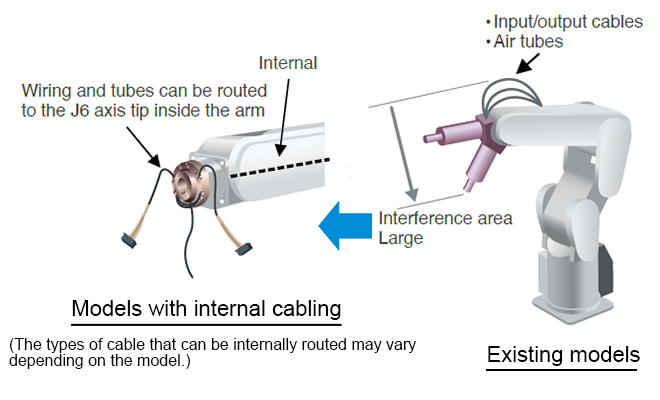 •Input/output cables
•Air tubes
Internal
Wiring and tubes can be routed
to the J6 axis tip inside the arm
Interference area
Large
Models with internal cabling
(The types of cable that can be internally routed may vary
depending on the model.)
Existing models